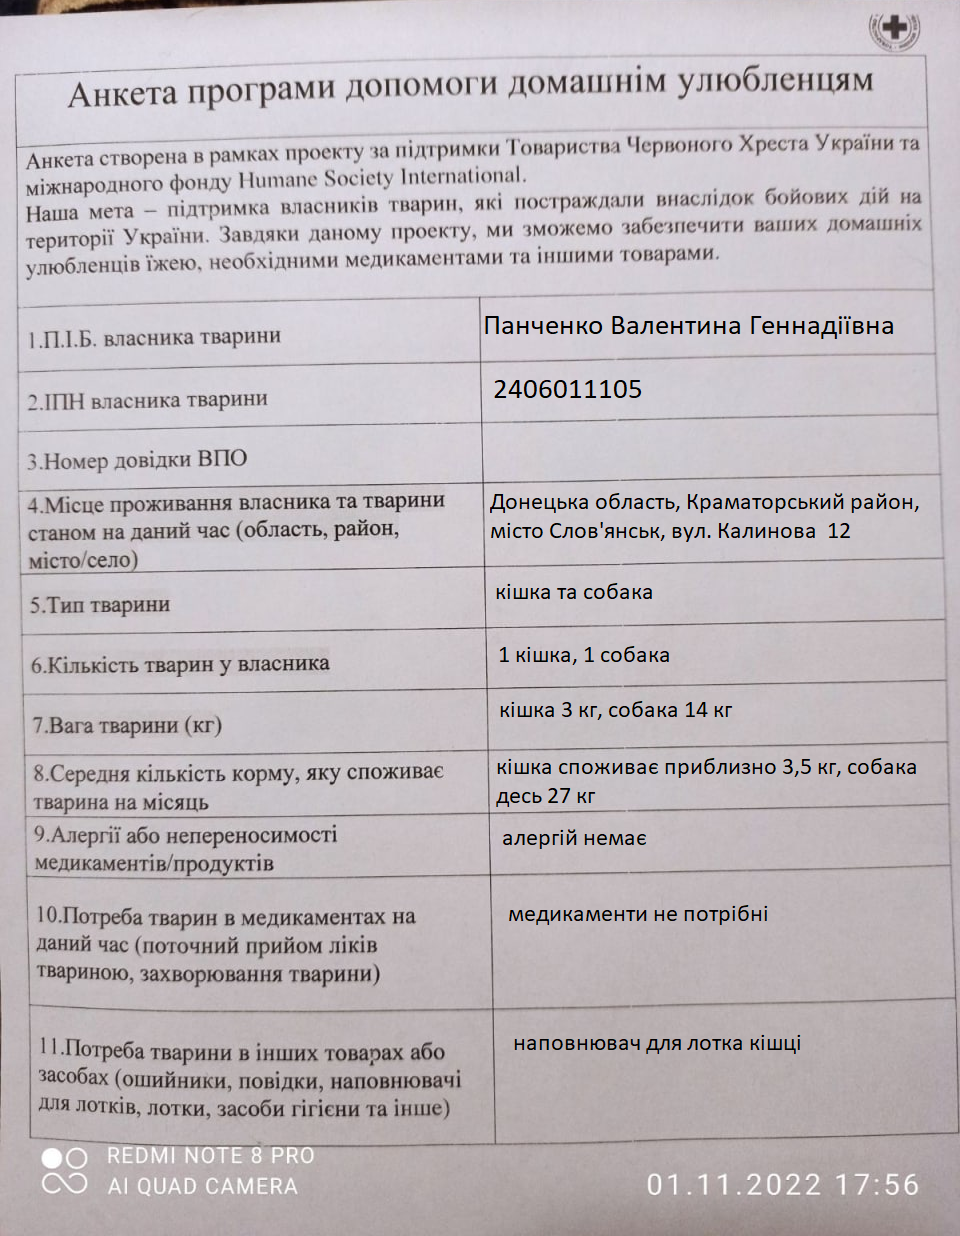 Анкета програми допомоги домашнім улюбленцям
Анкета створена в рамках проекту за підтримки Товариства Червоного Хреста України та
міжнародного фонду Humane Society International.
Наша мета – підтримка власників тварин, які постраждали внаслідок бойових дій на
території України. Завдяки даному проекту, ми зможемо забезпечити ваших домашніх
улюбленців їжею, необхідними медикаментами та іншими товарами.
1.П.І.Б. власника тварини
Панченко Валентина Геннадіївна
2.ІПН власника тварини
2406011105
3.Номер довідки ВПО
4.Місце проживання власника та тварини
станом на даний час (область, район,
місто/село)
Донецька область, Краматорський район,
місто Слов'янськ, вул. Калинова 12
5.Тип тварини
кішка та собака
6.Кількість тварин у власника
1 кішка, 1 собака
7.Вага тварини (кг)
кішка 3 кг, собака 14 кг
8.Середня кількість корму, яку споживає
тварина на місяць
кішка споживає приблизно 3,5 кг, собака
десь 27 кг
9.Алергії або непереносимості
медикаментів/продуктів
алергій немає
10.Потреба тварин в медикаментах на
даний час (поточний прийом ліків
твариною, захворювання тварини)
медикаменти не потрібні
11.Потреба тварини в інших товарах або
засобах (ошийники, повідки, наповнювачі
для лотків, лотки, засоби гігієни та інше)
наповнювач для лотка кішці
REDMI NOTE 8 PRO
AI QUAD CAMERA
01.11.2022 17:56